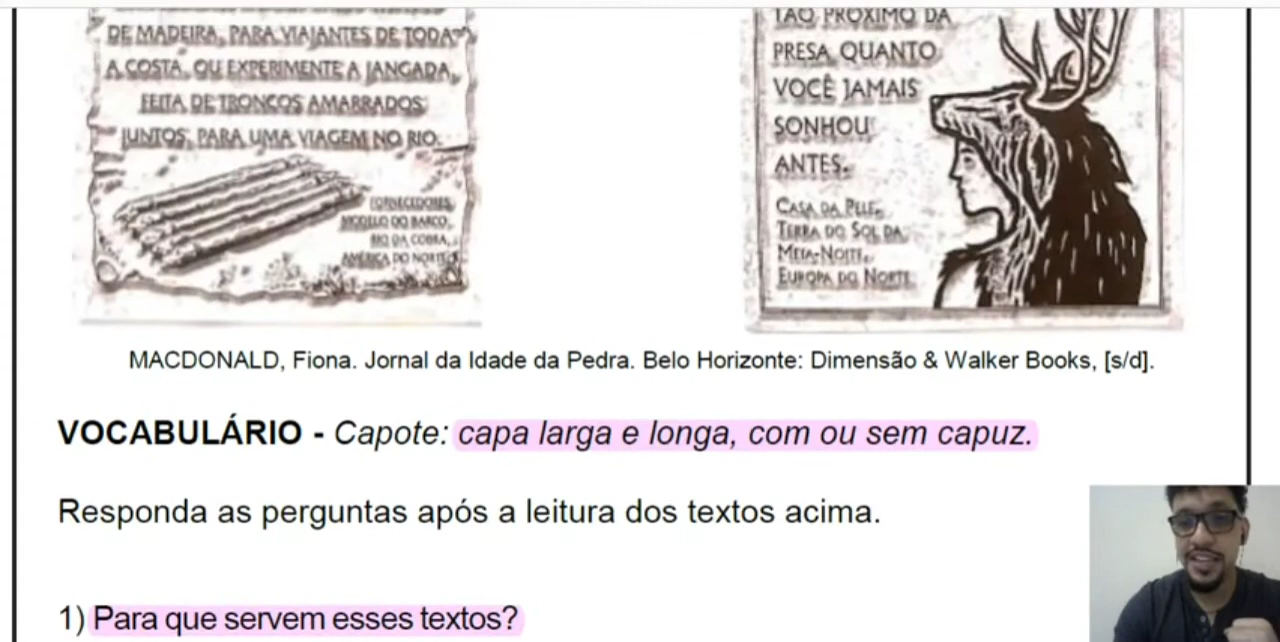 DE MADEIRA, PARA VIAJANTES DE TODA
A COSTA. OU EXPERIMENTE A JANGADA,
FEITA DE TRONCOS AMARRADOS
JUNTOS, PARA UMA VIAGEM NO RIO.
FORNECEDORES,
MODELO DO BARCO,
RIO DA COBRA,
AMÉRICA DO NORTE
TÃO PRÓXIMO DA
PRESA QUANTO
VOCÊ JAMAIS
SONHOU
ANTES.
CASA DA PELE,
TERRA DO SOL DA
MEIA-NOITE,
EUROPA DO NORTE
MACDONALD, Fiona. Jornal da Idade da Pedra. Belo Horizonte: Dimensão & Walker Books, [s/d].
VOCABULÁRIO - Capote: capa larga e longa, com ou sem capuz.
Responda as perguntas após a leitura dos textos acima.
1) Para que servem esses textos?